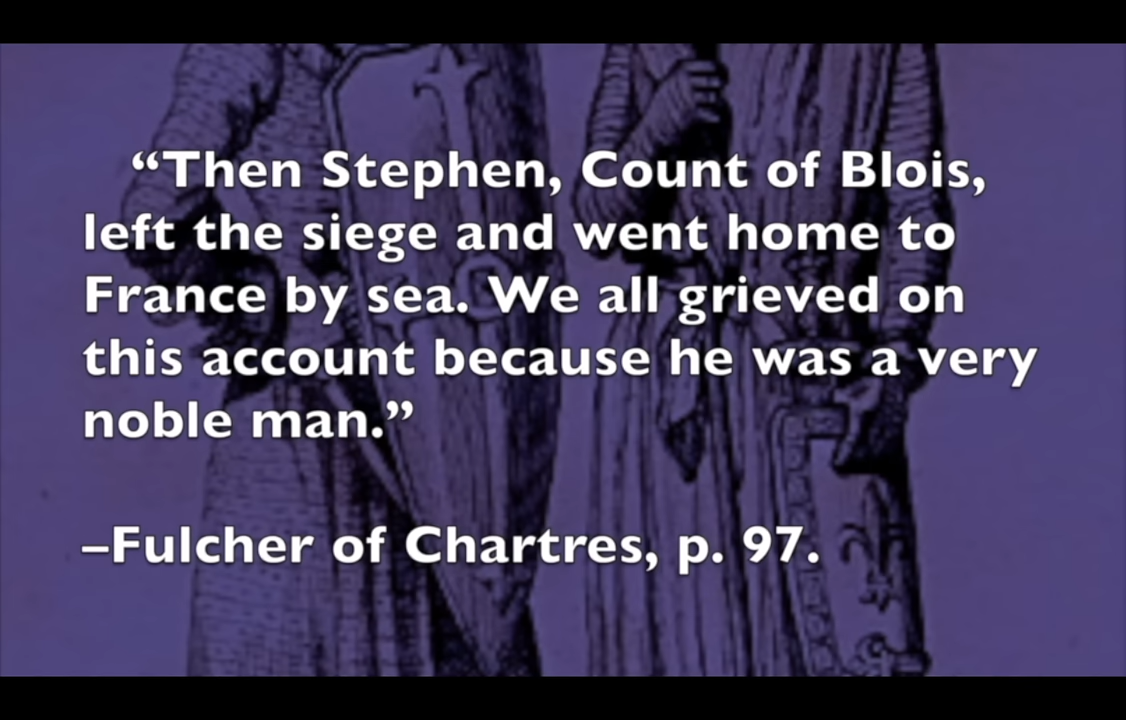 “Then Stephen, Count of Blois,
left the siege and went home to
France by sea. We all grieved on
this account because he was a very
noble man.”
–Fulcher of Chartres, p. 97.